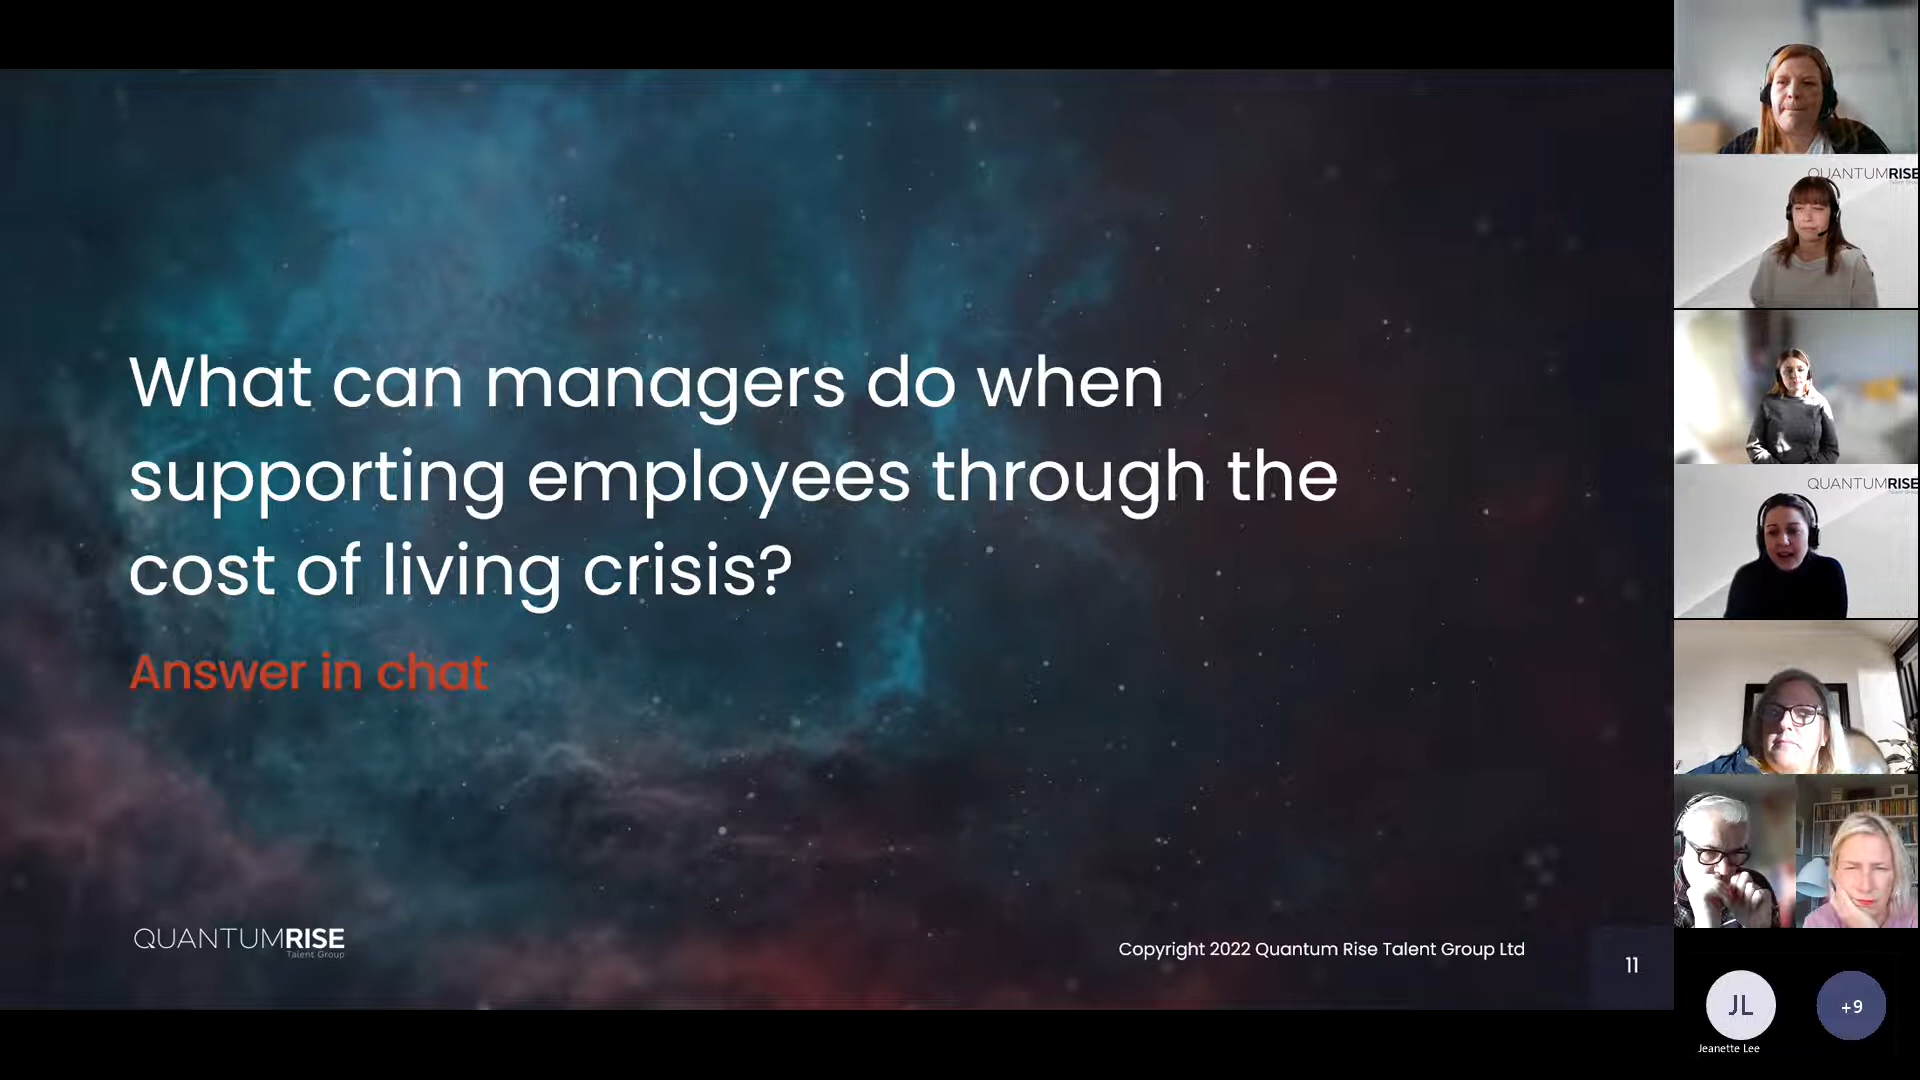 What can managers do when
supporting employees through the
cost of living crisis?
Answer in chat
QUANTUMRISE
Talent Group
Copyright 2022 Quantum Rise Talent Group Ltd
11
QUANTUMRISE
QUANTUMRISE
JL
+9
Jeanette Lee